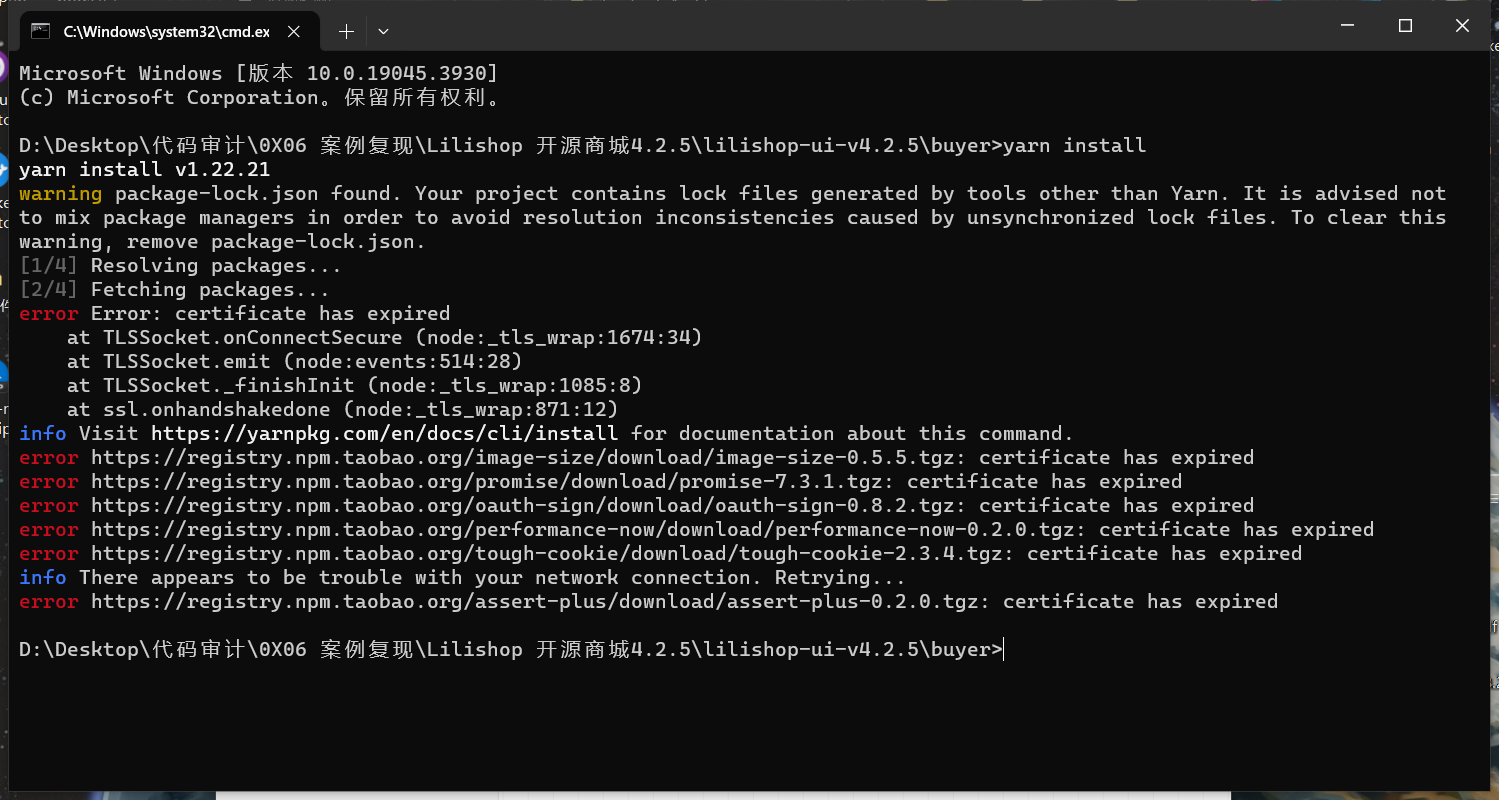 C:\Windows\system32\cmd.ex
Microsoft Windows [版本 10.0.19045.3930]
(c) Microsoft Corporation。保留所有权利。
D:\Desktop\代码审计\0X06 案例复现\Lilishop 开源商城4.2.5\lilishop-ui-v4.2.5\buyer>yarn install
yarn install v1.22.21
warning package-lock.json found. Your project contains lock files generated by tools other than Yarn. It is advised not
to mix package managers in order to avoid resolution inconsistencies caused by unsynchronized lock files. To clear this
warning, remove package-lock.json.
[1/4] Resolving packages...
[2/4] Fetching packages...
error Error: certificate has expired
at TLSSocket.onConnectSecure (node:_tls_wrap:1674:34)
at TLSSocket.emit (node:events:514:28)
at TLSSocket._finishInit (node:_tls_wrap:1085:8)
at ssl.onhandshakedone (node:_tls_wrap:871:12)
info Visit https://yarnpkg.com/en/docs/cli/install for documentation about this command.
error https://registry.npm.taobao.org/image-size/download/image-size-0.5.5.tgz: certificate has expired
error https://registry.npm.taobao.org/promise/download/promise-7.3.1.tgz: certificate has expired
error https://registry.npm.taobao.org/oauth-sign/download/oauth-sign-0.8.2.tgz: certificate has expired
error https://registry.npm.taobao.org/performance-now/download/performance-now-0.2.0.tgz: certificate has expired
error https://registry.npm.taobao.org/tough-cookie/download/tough-cookie-2.3.4.tgz: certificate has expired
info There appears to be trouble with your network connection. Retrying...
error https://registry.npm.taobao.org/assert-plus/download/assert-plus-0.2.0.tgz: certificate has expired
D:\Desktop\代码审计\0X06 案例复现\Lilishop 开源商城4.2.5\lilishop-ui-v4.2.5\buyer>